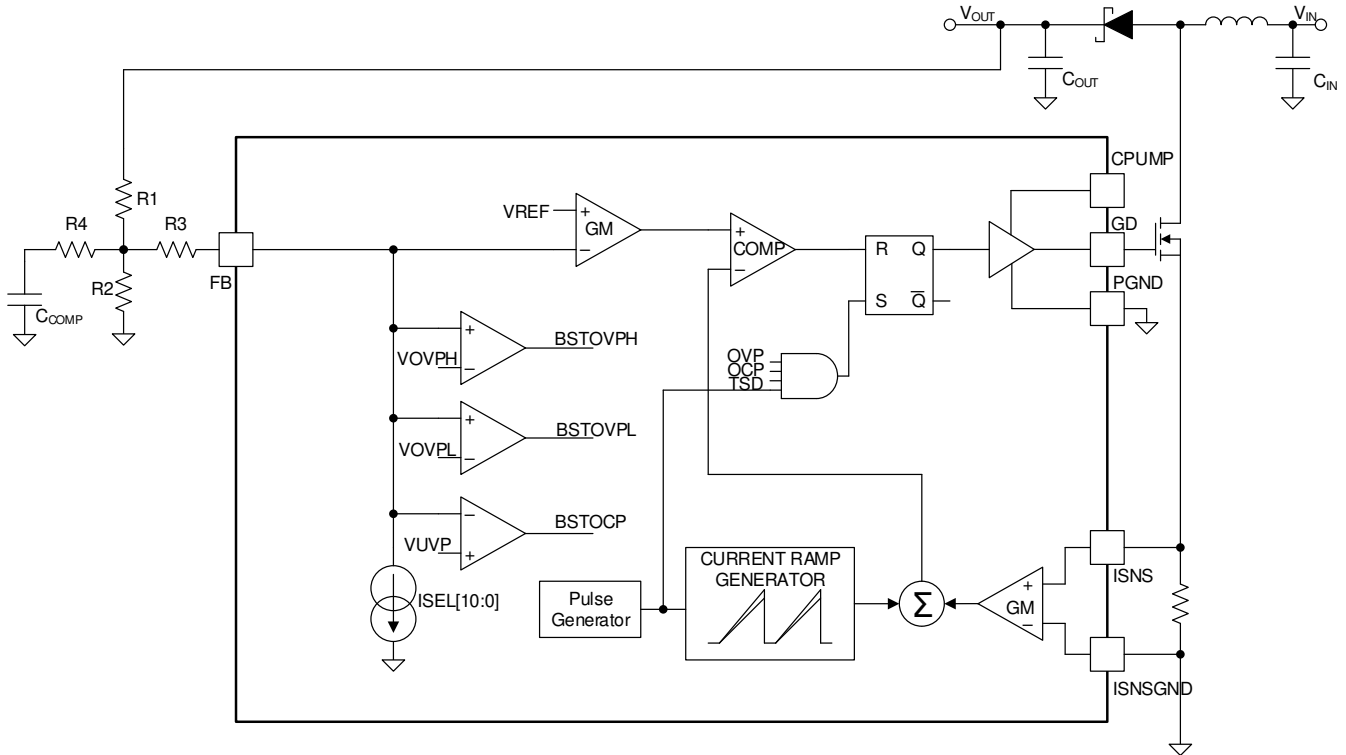 VOUT
VIN
COUT
CIN
CPUMP
R1
R4
R3
VREF
+
GM
−
+
COMP
−
R Q
S Q̅
GD
FB
R2
CCOMP
PGND
+
VOVPH
−
BSTOVPH
OVP
OCP
TSD
+
VOVPL
−
BSTOVPL
−
VUVP
+
BSTOCP
ISEL[10:0]
Pulse
Generator
CURRENT RAMP
GENERATOR
Σ
+
GM
−
ISNS
ISNSGND